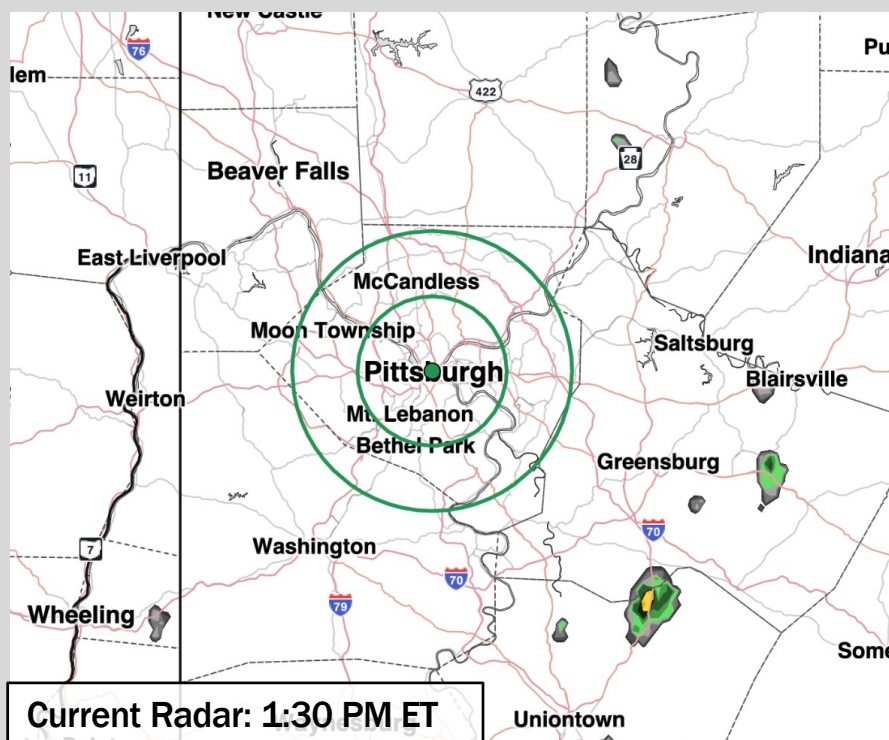 New Castle
76
lem
Pu
422
28
11
Beaver Falls
East Liverpool
Indiana
McCandless
Moon Township
Saltsburg
Pittsburgh
Blairsville
Weirton
Mt. Lebanon
Bethel Park
Greensburg
70
Washington
7
70
79
Wheeling
Some
Current Radar: 1:30 PM ET
Waynesburg
Uniontown